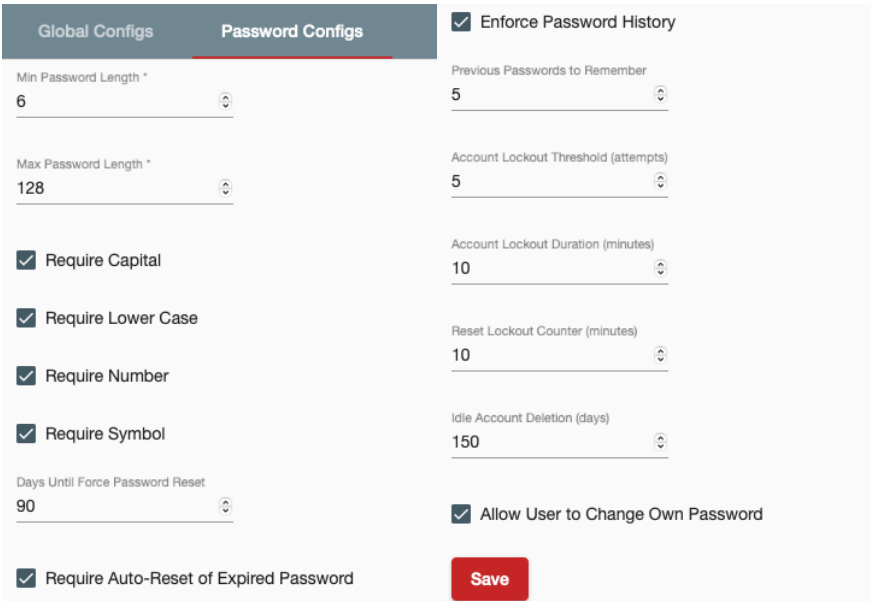 Global Configs
Password Configs
Min Password Length *
6
Max Password Length *
128
Require Capital
Require Lower Case
Require Number
Require Symbol
Days Until Force Password Reset
90
Require Auto-Reset of Expired Password
Enforce Password History
Previous Passwords to Remember
5
Account Lockout Threshold (attempts)
5
Account Lockout Duration (minutes)
10
Reset Lockout Counter (minutes)
10
Idle Account Deletion (days)
150
Allow User to Change Own Password
Save